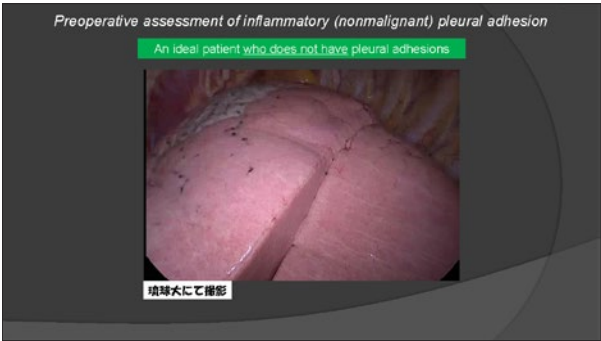 Preoperative assessment of inflammatory (nonmalignant) pleural adhesion
An ideal patient who does not have pleural adhesions
琉球大にて撮影